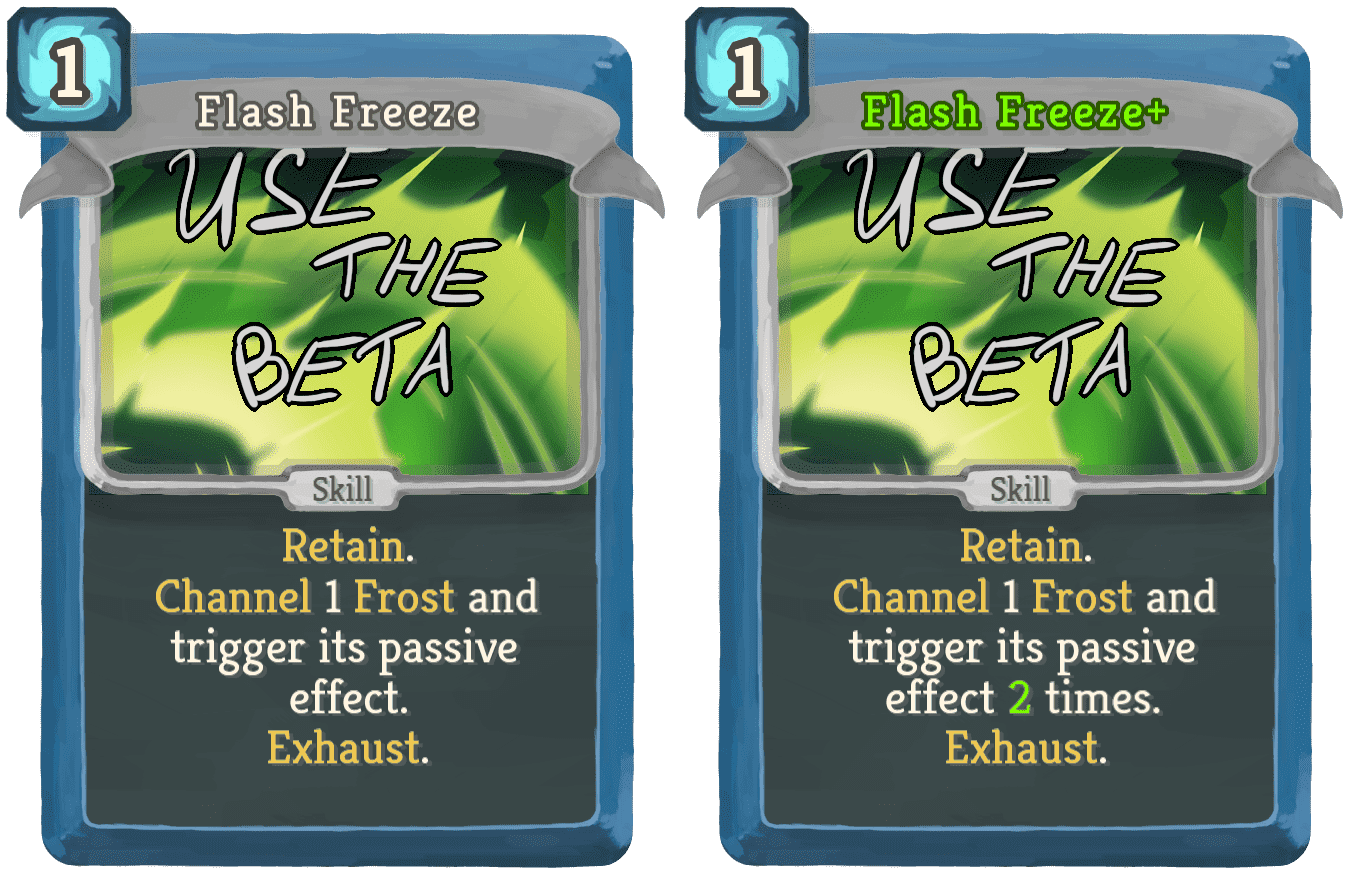 1
Flash Freeze
USE
THE
BETA
Skill
Retain.
Channel 1 Frost and
trigger its passive
effect.
Exhaust.
1
Flash Freeze+
USE
THE
BETA
Skill
Retain.
Channel 1 Frost and
trigger its passive
effect 2 times.
Exhaust.